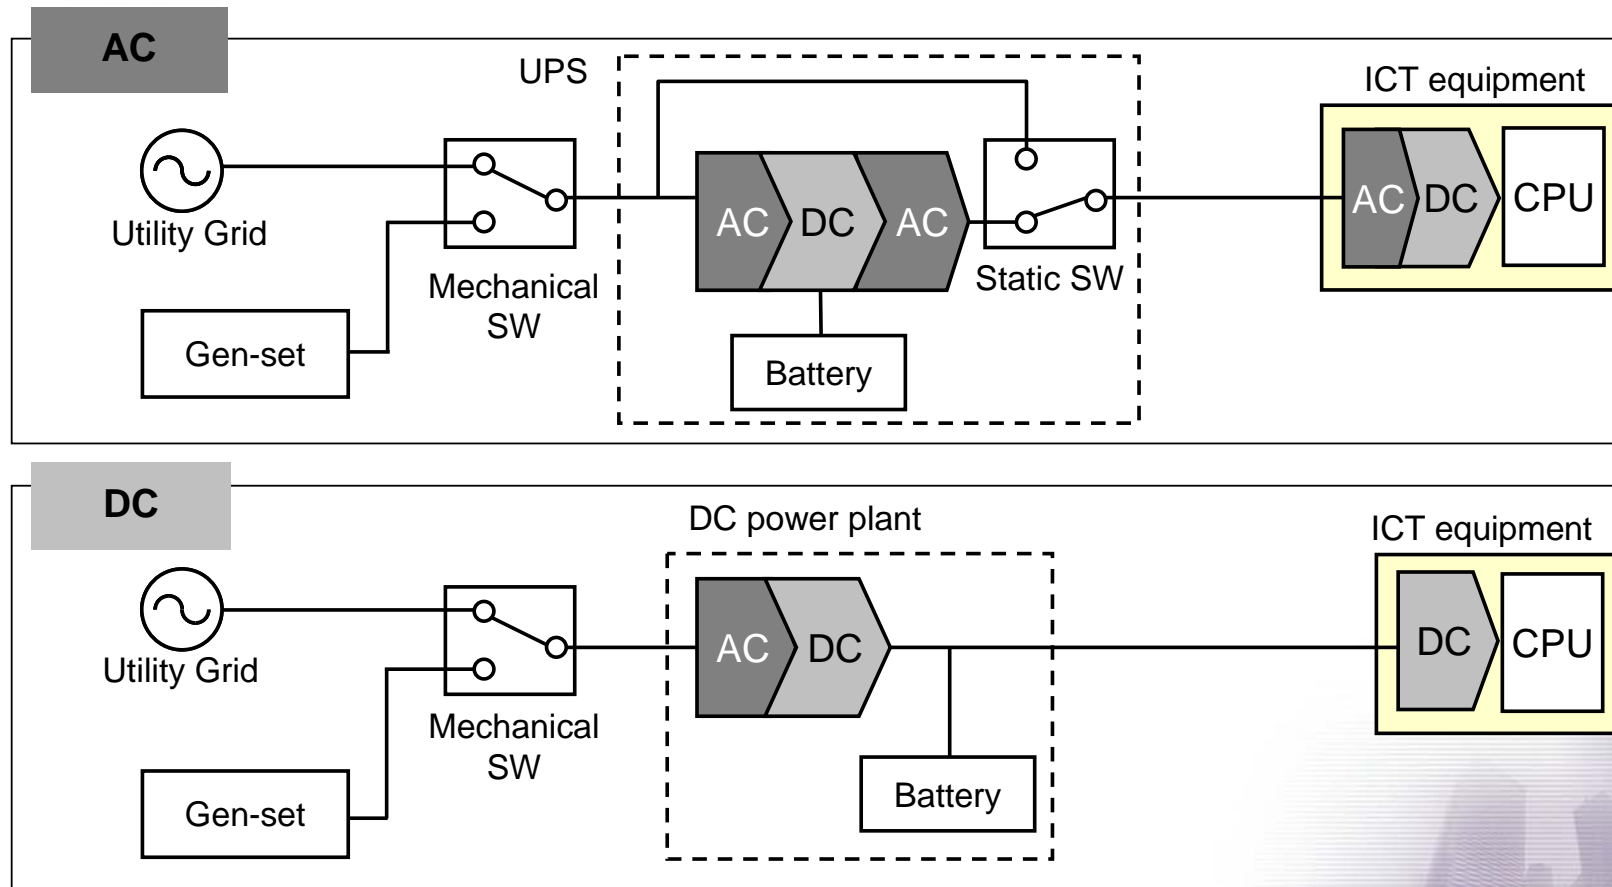 AC
UPS
ICT equipment
Utility Grid
AC DC AC
AC DC CPU
Mechanical
SW
Static SW
Gen-set
Battery
DC
DC power plant
ICT equipment
Utility Grid
AC DC
DC CPU
Mechanical
SW
Gen-set
Battery